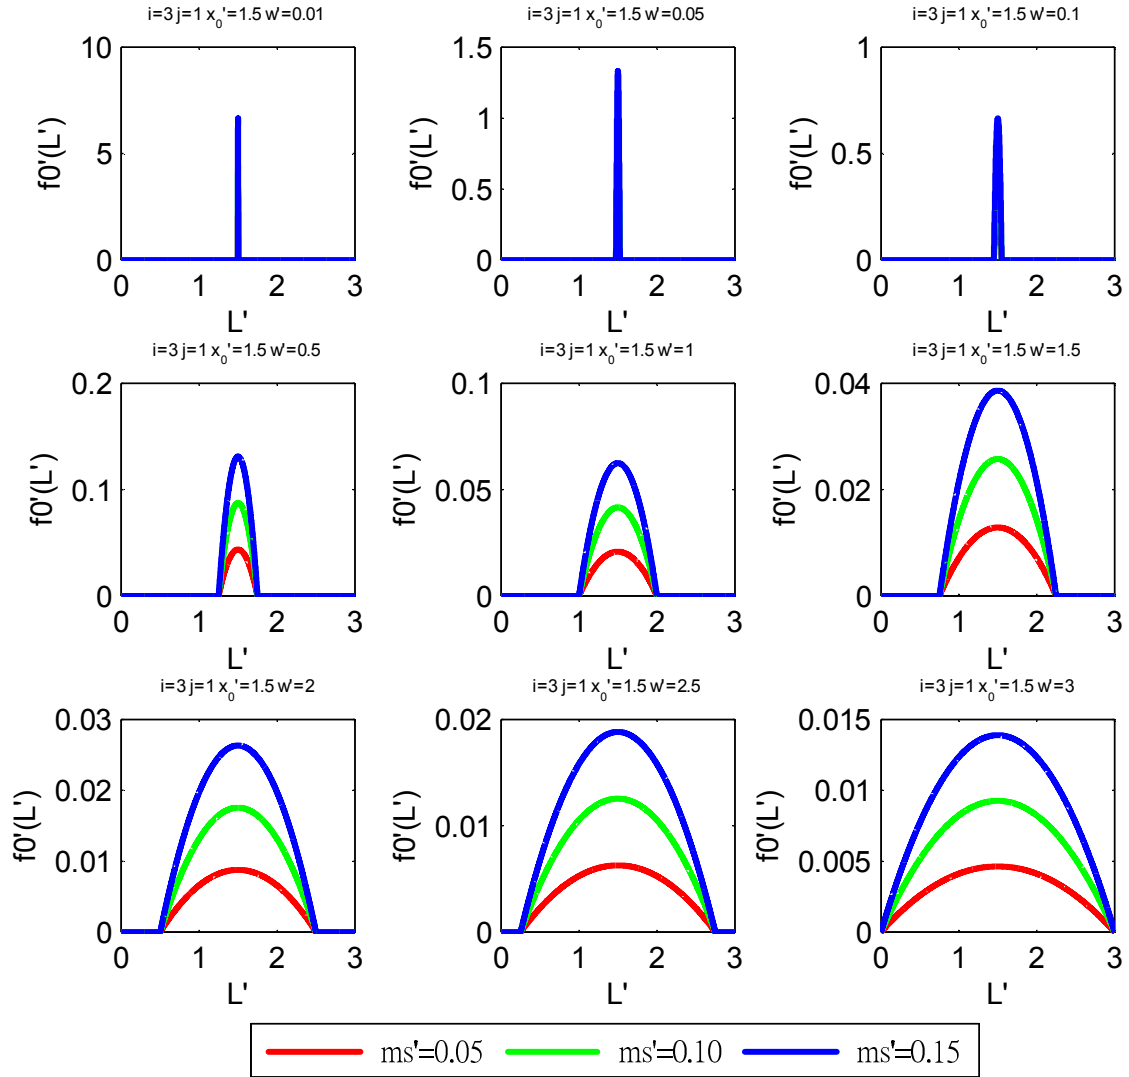 i=3 j=1 x0'=1.5 w'=0.01
i=3 j=1 x0'=1.5 w'=0.05
i=3 j=1 x0'=1.5 w'=0.1
f0'(L')
10
5
0
0 1 2 3
L'
f0'(L')
1.5
1
0.5
0
0 1 2 3
L'
f0'(L')
1
0.5
0
0 1 2 3
L'
i=3 j=1 x0'=1.5 w'=0.5
i=3 j=1 x0'=1.5 w'=1
i=3 j=1 x0'=1.5 w'=1.5
f0'(L')
0.2
0.1
0
0 1 2 3
L'
f0'(L')
0.1
0.05
0
0 1 2 3
L'
f0'(L')
0.04
0.02
0
0 1 2 3
L'
i=3 j=1 x0'=1.5 w'=2
i=3 j=1 x0'=1.5 w'=2.5
i=3 j=1 x0'=1.5 w'=3
f0'(L')
0.03
0.02
0.01
0
0 1 2 3
L'
f0'(L')
0.02
0.01
0
0 1 2 3
L'
f0'(L')
0.015
0.01
0.005
0
0 1 2 3
L'
ms'=0.05 ms'=0.10 ms'=0.15